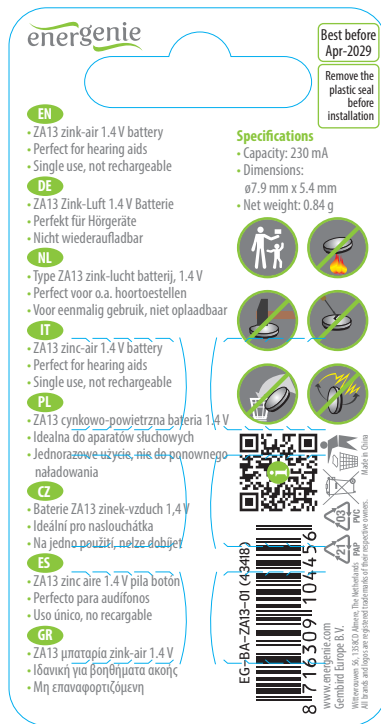 energenie
Best before
Apr-2029
Remove the
plastic seal
before
installation
EN
• ZA13 zink-air 1.4 V battery
• Perfect for hearing aids
• Single use, not rechargeable
DE
• ZA13 Zink-Luft 1.4 V Batterie
• Perfekt für Hörgeräte
• Nicht wiederaufladbar
NL
• Type ZA13 zink-lucht batterij, 1.4 V
• Perfect voor o.a. hoortoestellen
• Voor eenmalig gebruik, niet oplaadbaar
IT
• ZA13 zinc-air 1.4 V battery
• Perfect for hearing aids
• Single use, not rechargeable
PL
• ZA13 cynkowo-powietrzna bateria 1.4 V
• Idealna do aparatów słuchowych
• Jednorazowe użycie, nie do ponownego
naładowania
CZ
• Baterie ZA13 zinek-vzduch 1,4 V
• Ideální pro naslouchátka
• Na jedno použití, nelze dobíjet
ES
• ZA13 zinc aire 1.4 V pila botón
• Perfecto para audífonos
• Uso único, no recargable
GR
• ZA13 μπαταρία zink-air 1.4 V
• Ιδανική για βοηθήματα ακοής
• Μη επαναφορτιζόμενη
Specifications
• Capacity: 230 mA
• Dimensions:
ø7.9 mm x 5.4 mm
• Net weight: 0.84 g
i
Made in China
203
PVC
21
PAP
EG-BA-ZA13-01 (43418)
8 716309 104456
www.energenie.com
Gembird Europe B.V.
Wittevrouwen 56, 1358CD Almere, The Netherlands
All brands and logos are registered trademarks of their respective owners.